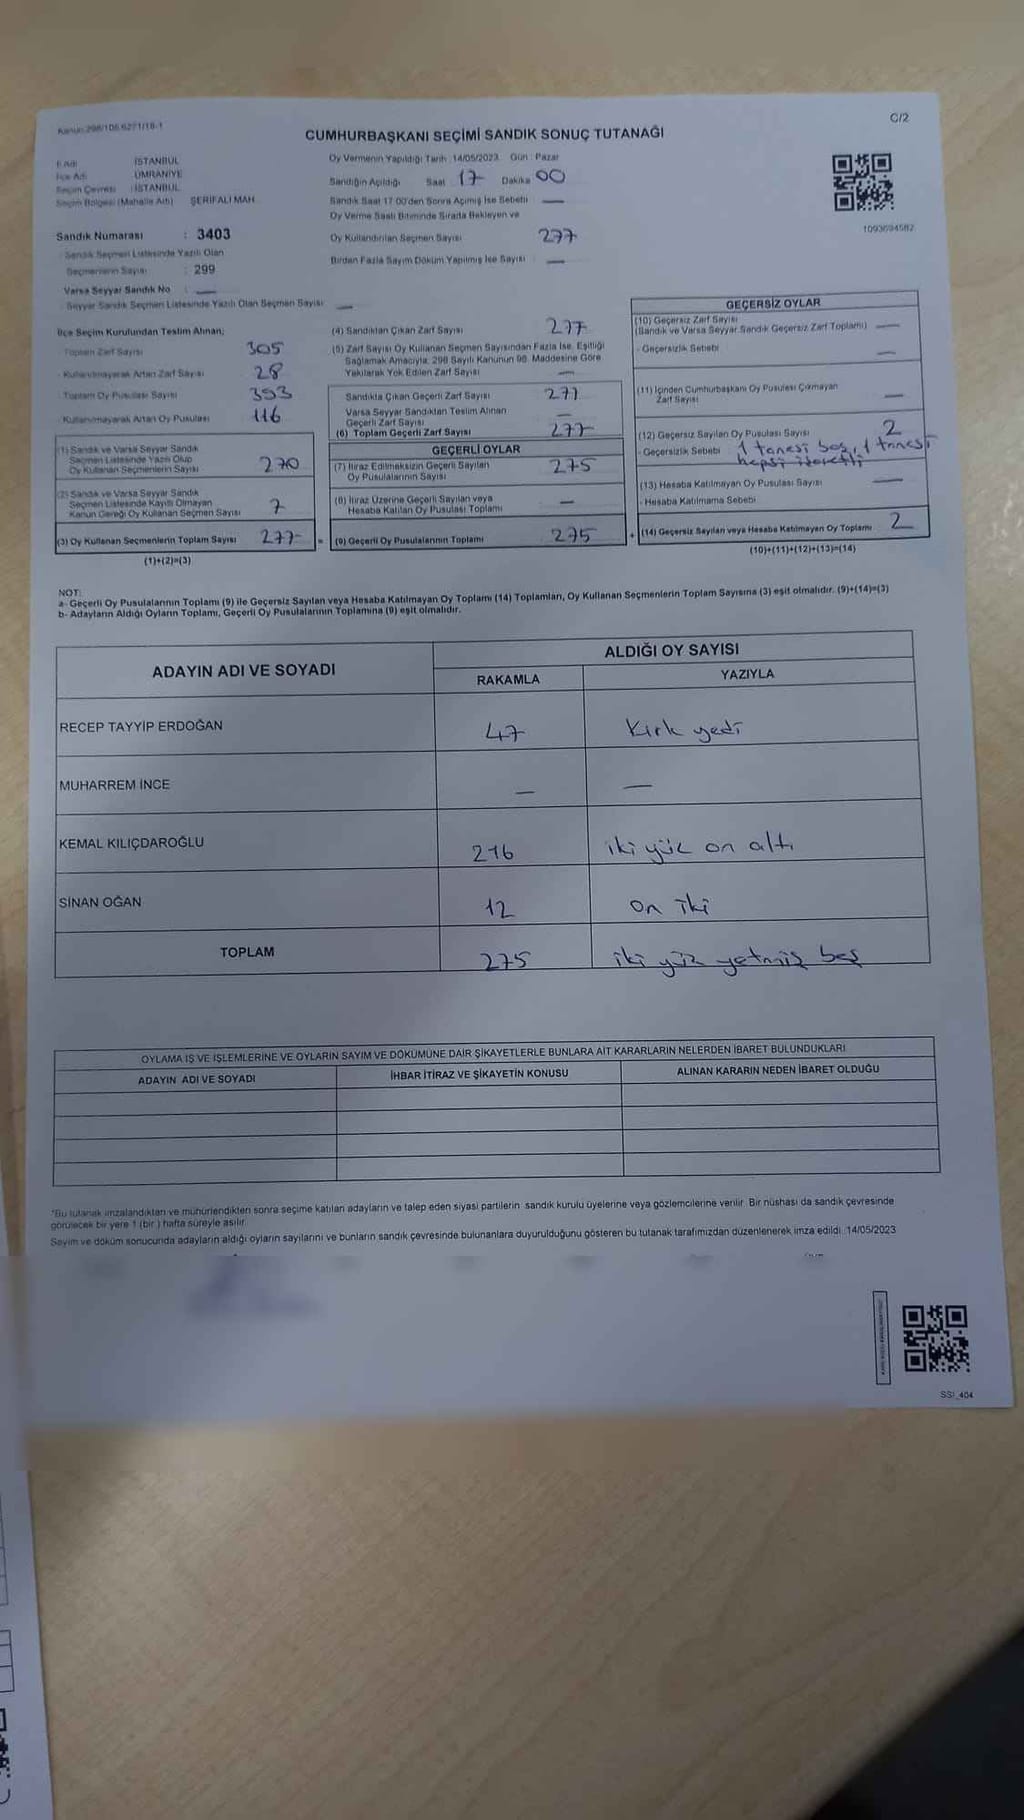 Kanun:298/105,6271/16-1
C/2
CUMHURBAŞKANI SEÇİMİ SANDIK SONUÇ TUTANAĞI
İl Adı : İSTANBUL
İlçe Adı : ÜMRANİYE
Seçim Çevresi : İSTANBUL
Seçim Bölgesi (Mahalle Adı) ŞERİFALİ MAH.
Oy Vermenin Yapıldığı Tarih :14/05/2023 Gün : Pazar
Sandığın Açıldığı Saat 17 Dakika 00
Sandık Saat 17.00'den Sonra Açımış İse Sebebi —
Oy Verme Saati Bitiminde Sırada Bekleyen ve
Oy Kullandırılan Seçmen Sayısı 277
Birden Fazla Sayım Döküm Yapılmış İse Sayısı —
1093694582
Sandık Numarası : 3403
Sandık Seçmen Listesinde Yazılı Olan
Seçmenlerin Sayısı : 299
Varsa Seyyar Sandık No : —
Seyyar Sandık Seçmen Listesinde Yazılı Olan Seçmen Sayısı —
İlçe Seçim Kurulundan Teslim Alınan;
Toplam Zarf Sayısı 305
Kullanılmayarak Artan Zarf Sayısı 28
Toplam Oy Pusulası Sayısı 393
Kullanılmayarak Artan Oy Pusulası 116
(1) Sandık ve Varsa Seyyar Sandık
Seçmen Listesinde Yazılı Olup
Oy Kullanan Seçmenlerin Sayısı 270
(2) Sandık ve Varsa Seyyar Sandık
Seçmen Listesinde Kayıtlı Olmayan
Kanun Gereği Oy Kullanan Seçmen Sayısı 7
(3) Oy Kullanan Seçmenlerin Toplam Sayısı 277 =
(1)+(2)=(3)
(4) Sandıktan Çıkan Zarf Sayısı 277
(5) Zarf Sayısı Oy Kullanan Seçmen Sayısından Fazla İse, Eşitliği
Sağlamak Amacıyla, 298 Sayılı Kanunun 98. Maddesine Göre
Yakılarak Yok Edilen Zarf Sayısı —
Sandıkta Çıkan Geçerli Zarf Sayısı 277
Varsa Seyyar Sandıktan Teslim Alınan
Geçerli Zarf Sayısı —
(6) Toplam Geçerli Zarf Sayısı 277
GEÇERLİ OYLAR
(7) İtiraz Edilmeksizin Geçerli Sayılan
Oy Pusulalarının Sayısı 275
(8) İtiraz Üzerine Geçerli Sayılan veya
Hesaba Katılan Oy Pusulası Toplamı —
(9) Geçerli Oy Pusulalarının Toplamı 275 +
GEÇERSİZ OYLAR
(10) Geçersiz Zarf Sayısı
(Sandık ve Varsa Seyyar Sandık Geçersiz Zarf Toplamı) —
- Geçersizlik Sebebi —
(11) İçinden Cumhurbaşkanı Oy Pusulası Çıkmayan
Zarf Sayısı —
(12) Geçersiz Sayılan Oy Pusulası Sayısı 2
- Geçersizlik Sebebi 1 tanesi boş, 1 tanesi
hepsi işaretli
(13) Hesaba Katılmayan Oy Pusulası Sayısı —
- Hesaba Katılmama Sebebi
(14) Geçersiz Sayılan veya Hesaba Katılmayan Oy Toplamı 2
(10)+(11)+(12)+(13)=(14)
NOT:
a- Geçerli Oy Pusulalarının Toplamı (9) ile Geçersiz Sayılan veya Hesaba Katılmayan Oy Toplamı (14) Toplamları, Oy Kullanan Seçmenlerin Toplam Sayısına (3) eşit olmalıdır. (9)+(14)=(3)
b- Adayların Aldığı Oyların Toplamı, Geçerli Oy Pusulalarının Toplamına (9) eşit olmalıdır.
ADAYIN ADI VE SOYADI
ALDIĞI OY SAYISI
RAKAMLA YAZIYLA
RECEP TAYYİP ERDOĞAN 47 Kırk yedi
MUHARREM İNCE — —
KEMAL KILIÇDAROĞLU 216 iki yüz on altı
SİNAN OĞAN 12 on iki
TOPLAM 275 iki yüz yetmiş beş
OYLAMA İŞ VE İŞLEMLERİNE VE OYLARIN SAYIM VE DÖKÜMÜNE DAİR ŞİKAYETLERLE BUNLARA AİT KARARLARIN NELERDEN İBARET BULUNDUKLARI
ADAYIN ADI VE SOYADI İHBAR İTİRAZ VE ŞİKAYETİN KONUSU ALINAN KARARIN NEDEN İBARET OLDUĞU
*Bu tutanak imzalandıktan ve mühürlendikten sonra seçime katılan adayların ve talep eden siyasi partilerin sandık kurulu üyelerine veya gözlemcilerine verilir. Bir nüshası da sandık çevresinde
görülecek bir yere 1 (bir ) hafta süreyle asılır.
Sayım ve döküm sonucunda adayların aldığı oyların sayılarını ve bunların sandık çevresinde bulunanlara duyurulduğunu gösteren bu tutanak tarafımızdan düzenlenerek imza edildi. 14/05/2023
SSI_404